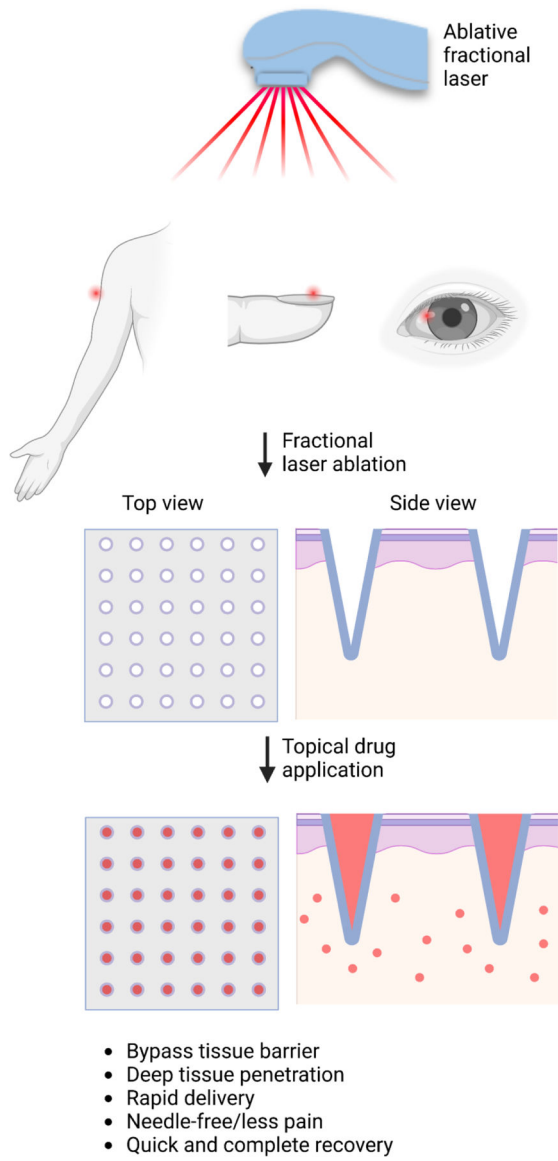 Ablative
fractional
laser
Fractional
laser ablation
Top view
Side view
Topical drug
application
• Bypass tissue barrier
• Deep tissue penetration
• Rapid delivery
• Needle-free/less pain
• Quick and complete recovery